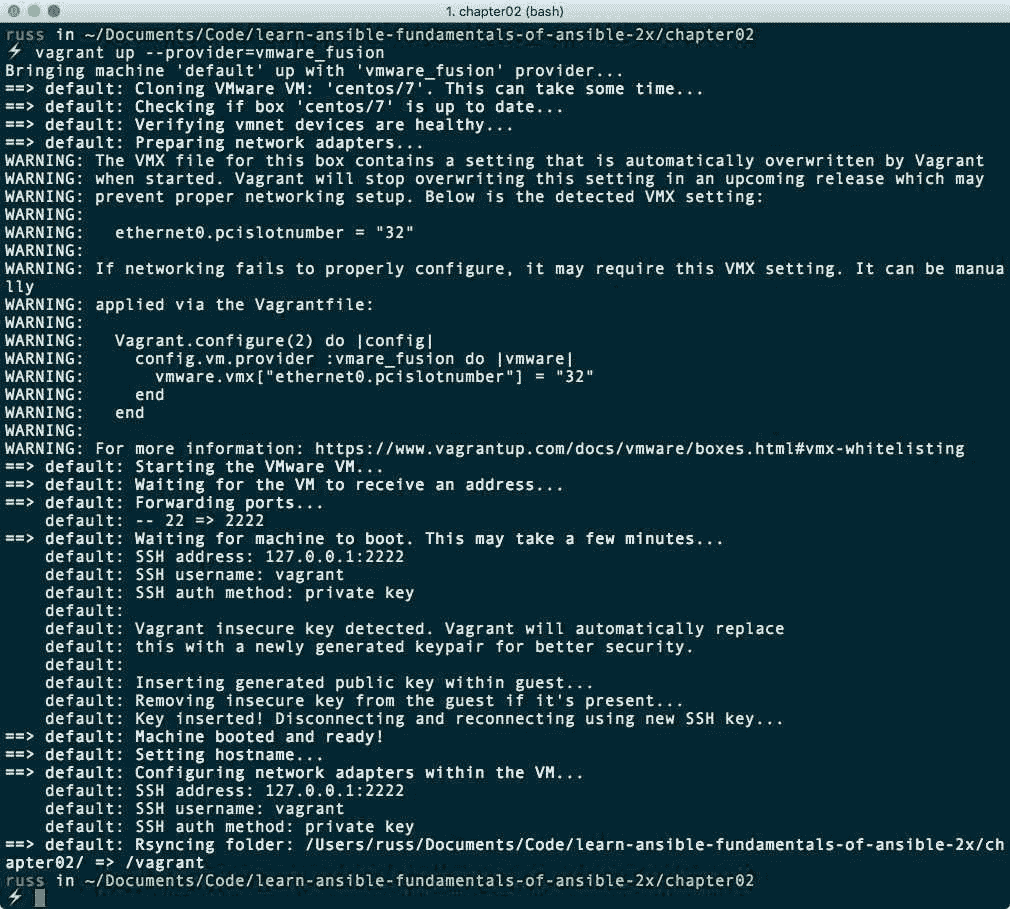 1. chapter02 (bash)
russ in ~/Documents/Code/learn-ansible-fundamentals-of-ansible-2x/chapter02
⚡ vagrant up --provider=vmware_fusion
Bringing machine 'default' up with 'vmware_fusion' provider...
==> default: Cloning VMware VM: 'centos/7'. This can take some time...
==> default: Checking if box 'centos/7' is up to date...
==> default: Verifying vmnet devices are healthy...
==> default: Preparing network adapters...
WARNING: The VMX file for this box contains a setting that is automatically overwritten by Vagrant
WARNING: when started. Vagrant will stop overwriting this setting in an upcoming release which may
WARNING: prevent proper networking setup. Below is the detected VMX setting:
WARNING:
WARNING:   ethernet0.pcislotnumber = "32"
WARNING:
WARNING: If networking fails to properly configure, it may require this VMX setting. It can be manua
lly
WARNING: applied via the Vagrantfile:
WARNING:
WARNING:   Vagrant.configure(2) do |config|
WARNING:     config.vm.provider :vmare_fusion do |vmware|
WARNING:       vmware.vmx["ethernet0.pcislotnumber"] = "32"
WARNING:     end
WARNING:   end
WARNING:
WARNING: For more information: https://www.vagrantup.com/docs/vmware/boxes.html#vmx-whitelisting
==> default: Starting the VMware VM...
==> default: Waiting for the VM to receive an address...
==> default: Forwarding ports...
    default: -- 22 => 2222
==> default: Waiting for machine to boot. This may take a few minutes...
    default: SSH address: 127.0.0.1:2222
    default: SSH username: vagrant
    default: SSH auth method: private key
    default:
    default: Vagrant insecure key detected. Vagrant will automatically replace
    default: this with a newly generated keypair for better security.
    default:
    default: Inserting generated public key within guest...
    default: Removing insecure key from the guest if it's present...
    default: Key inserted! Disconnecting and reconnecting using new SSH key...
==> default: Machine booted and ready!
==> default: Setting hostname...
==> default: Configuring network adapters within the VM...
    default: SSH address: 127.0.0.1:2222
    default: SSH username: vagrant
    default: SSH auth method: private key
==> default: Rsyncing folder: /Users/russ/Documents/Code/learn-ansible-fundamentals-of-ansible-2x/ch
apter02/ => /vagrant
russ in ~/Documents/Code/learn-ansible-fundamentals-of-ansible-2x/chapter02
⚡